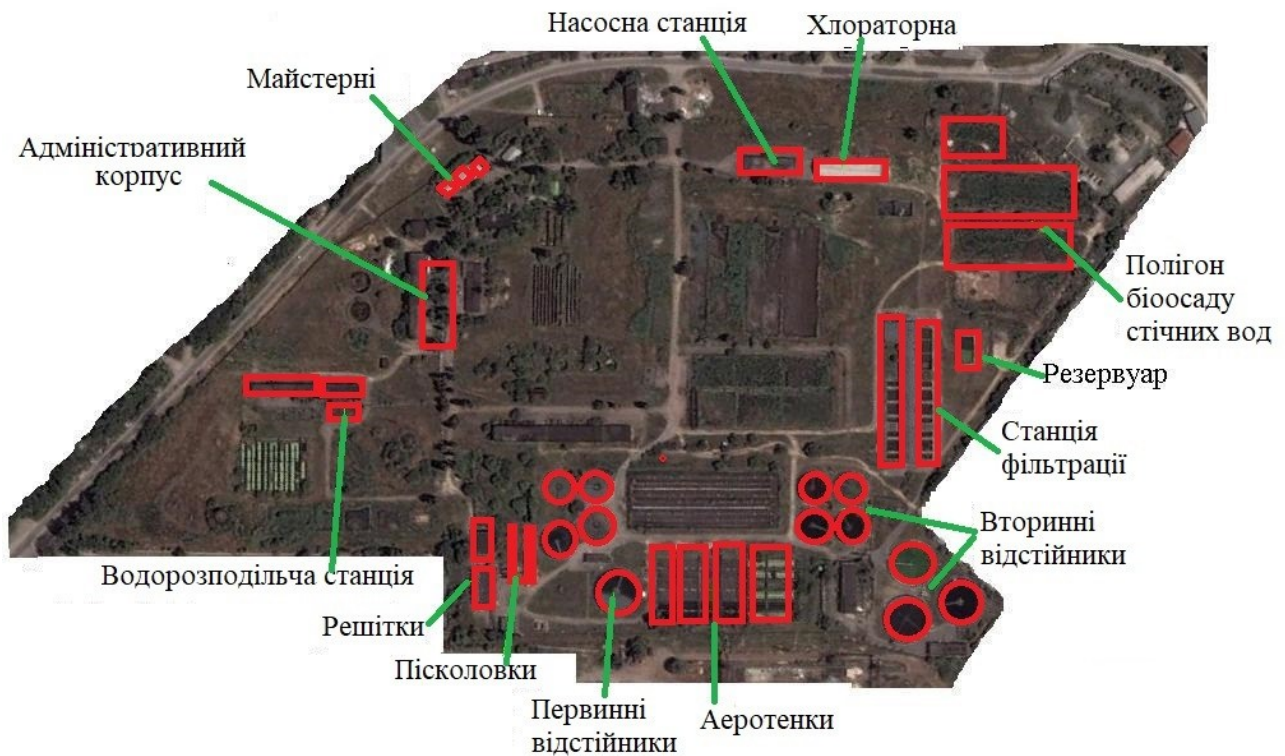 Насосна станція
Хлораторна
Майстерні
Адміністративний
корпус
Полігон
біоосаду
стічних вод
Резервуар
Станція
фільтрації
Вторинні
відстійники
Водорозподільча станція
Решітки
Пісколовки
Первинні
відстійники
Аеротенки